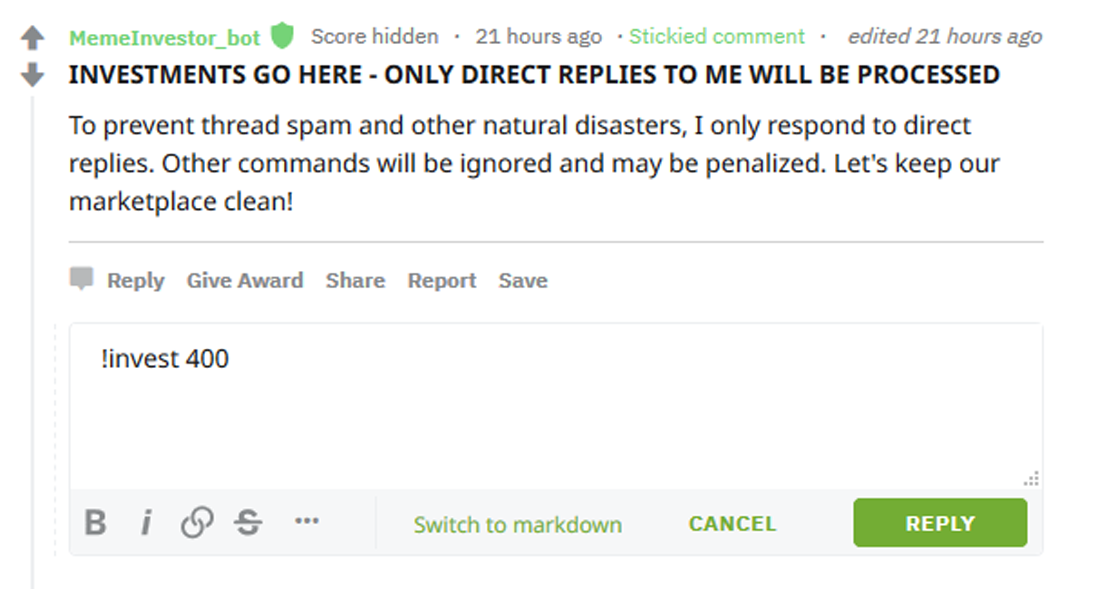 MemeInvestor_bot Score hidden · 21 hours ago · Stickied comment · edited 21 hours ago
INVESTMENTS GO HERE - ONLY DIRECT REPLIES TO ME WILL BE PROCESSED
To prevent thread spam and other natural disasters, I only respond to direct
replies. Other commands will be ignored and may be penalized. Let's keep our
marketplace clean!
Reply Give Award Share Report Save
!invest 400
B i S ··· Switch to markdown CANCEL REPLY